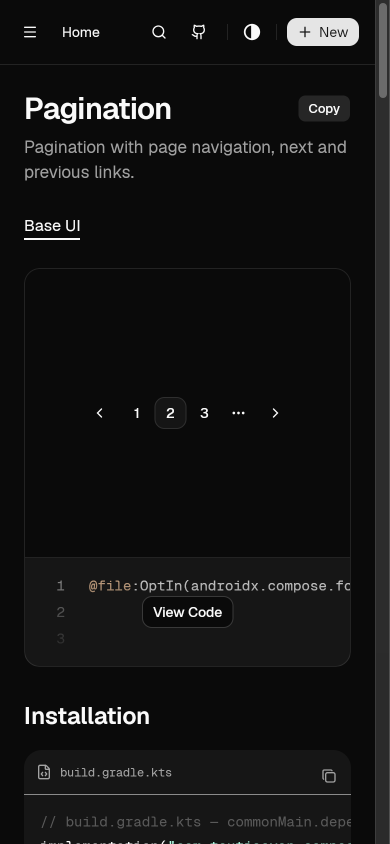 Home
New
Pagination
Copy
Pagination with page navigation, next and
previous links.
Base UI
1 2 3 •••
1 @file:OptIn(androidx.compose.fo
2
View Code
3
Installation
build.gradle.kts
// build.gradle.kts — commonMain.depe